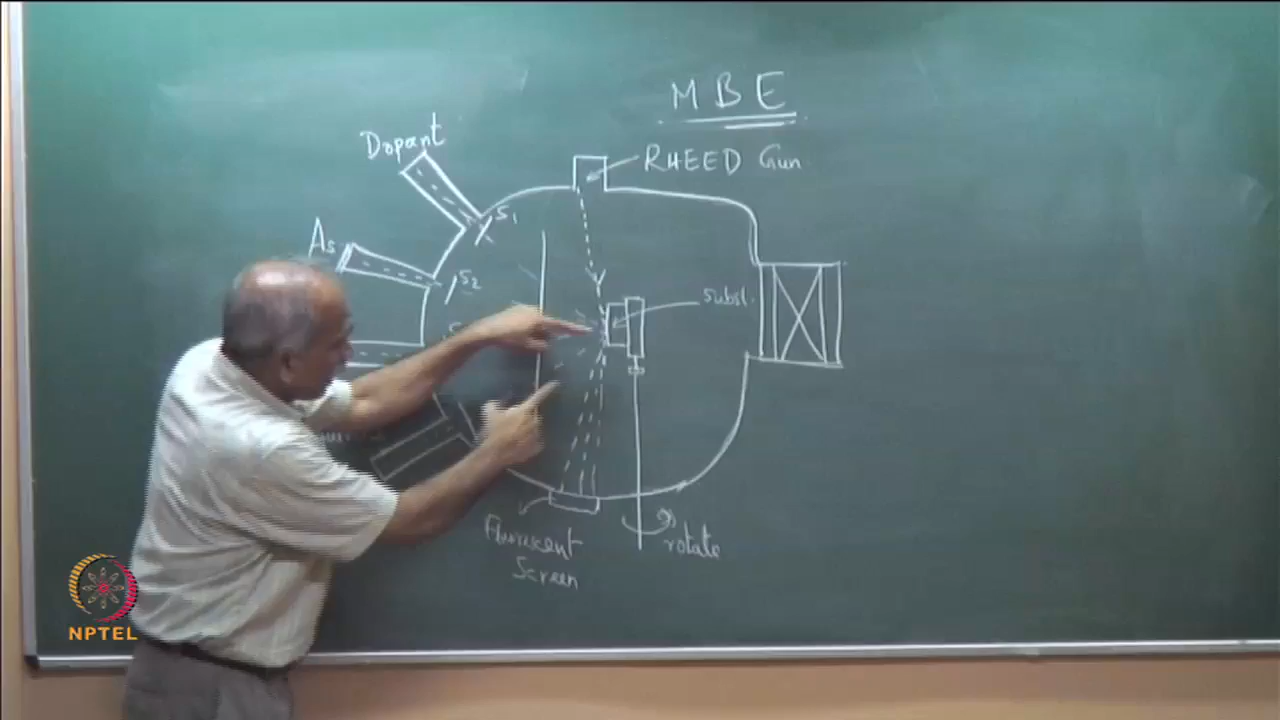 MBE
Dopant
RHEED Gun
S1
As
S2
subst.
Fluorescent
Screen
rotate
NPTEL